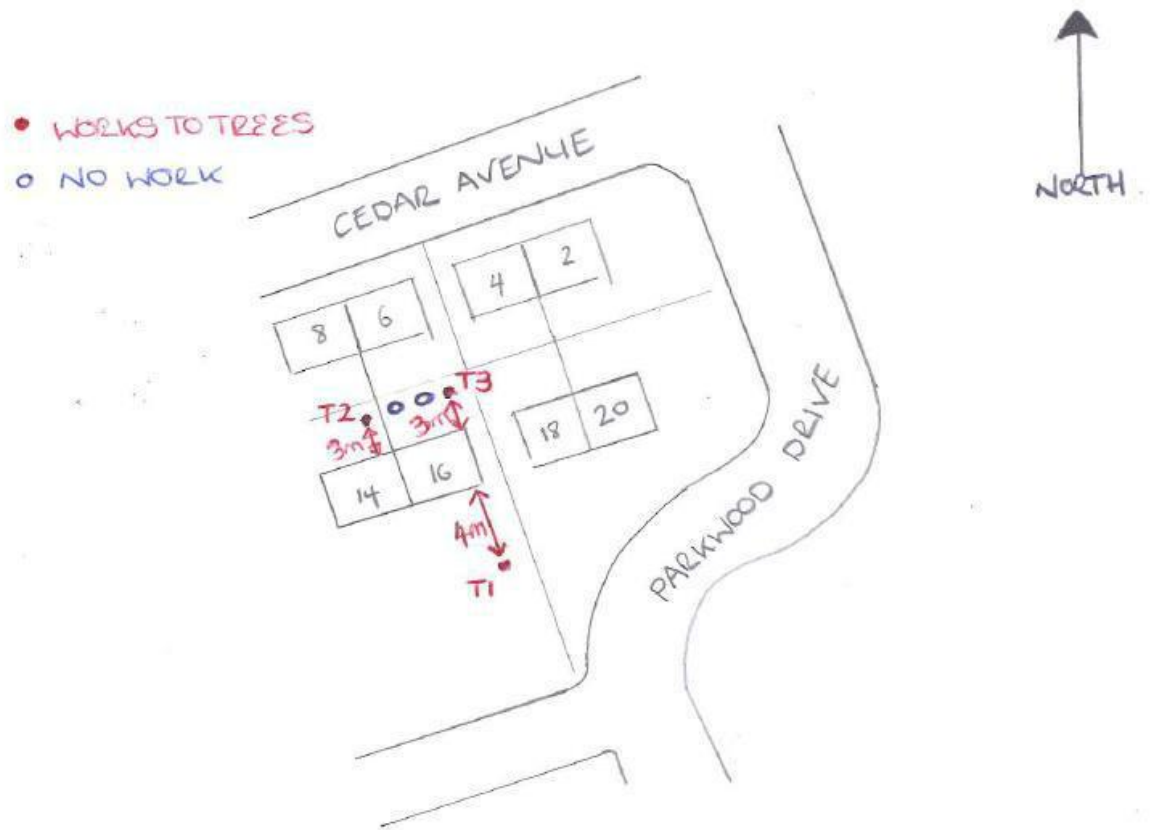 WORKS TO TREES
NO WORK
NORTH
CEDAR AVENUE
2
4
6
8
T3
T2
3m
3m
18
20
16
14
4m
T1
PARKWOOD DRIVE